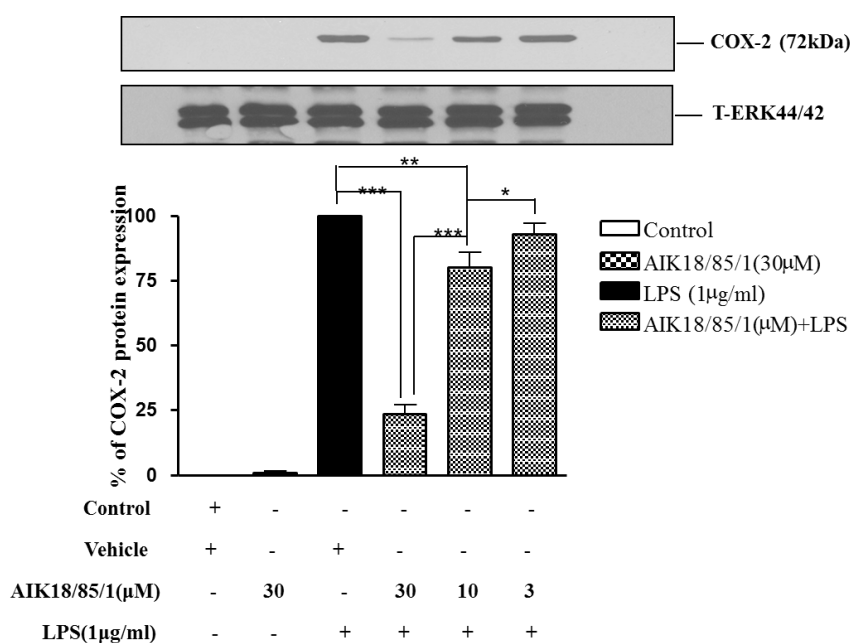 COX-2 (72kDa)
T-ERK44/42
**
***
*
***
% of COX-2 protein expression
100
75
50
25
0
Control
AIK18/85/1(30μM)
LPS (1μg/ml)
AIK18/85/1(μM)+LPS
Control + - - - - -
Vehicle + - + - - -
AIK18/85/1(μM) - 30 - 30 10 3
LPS(1μg/ml) - - + + + +